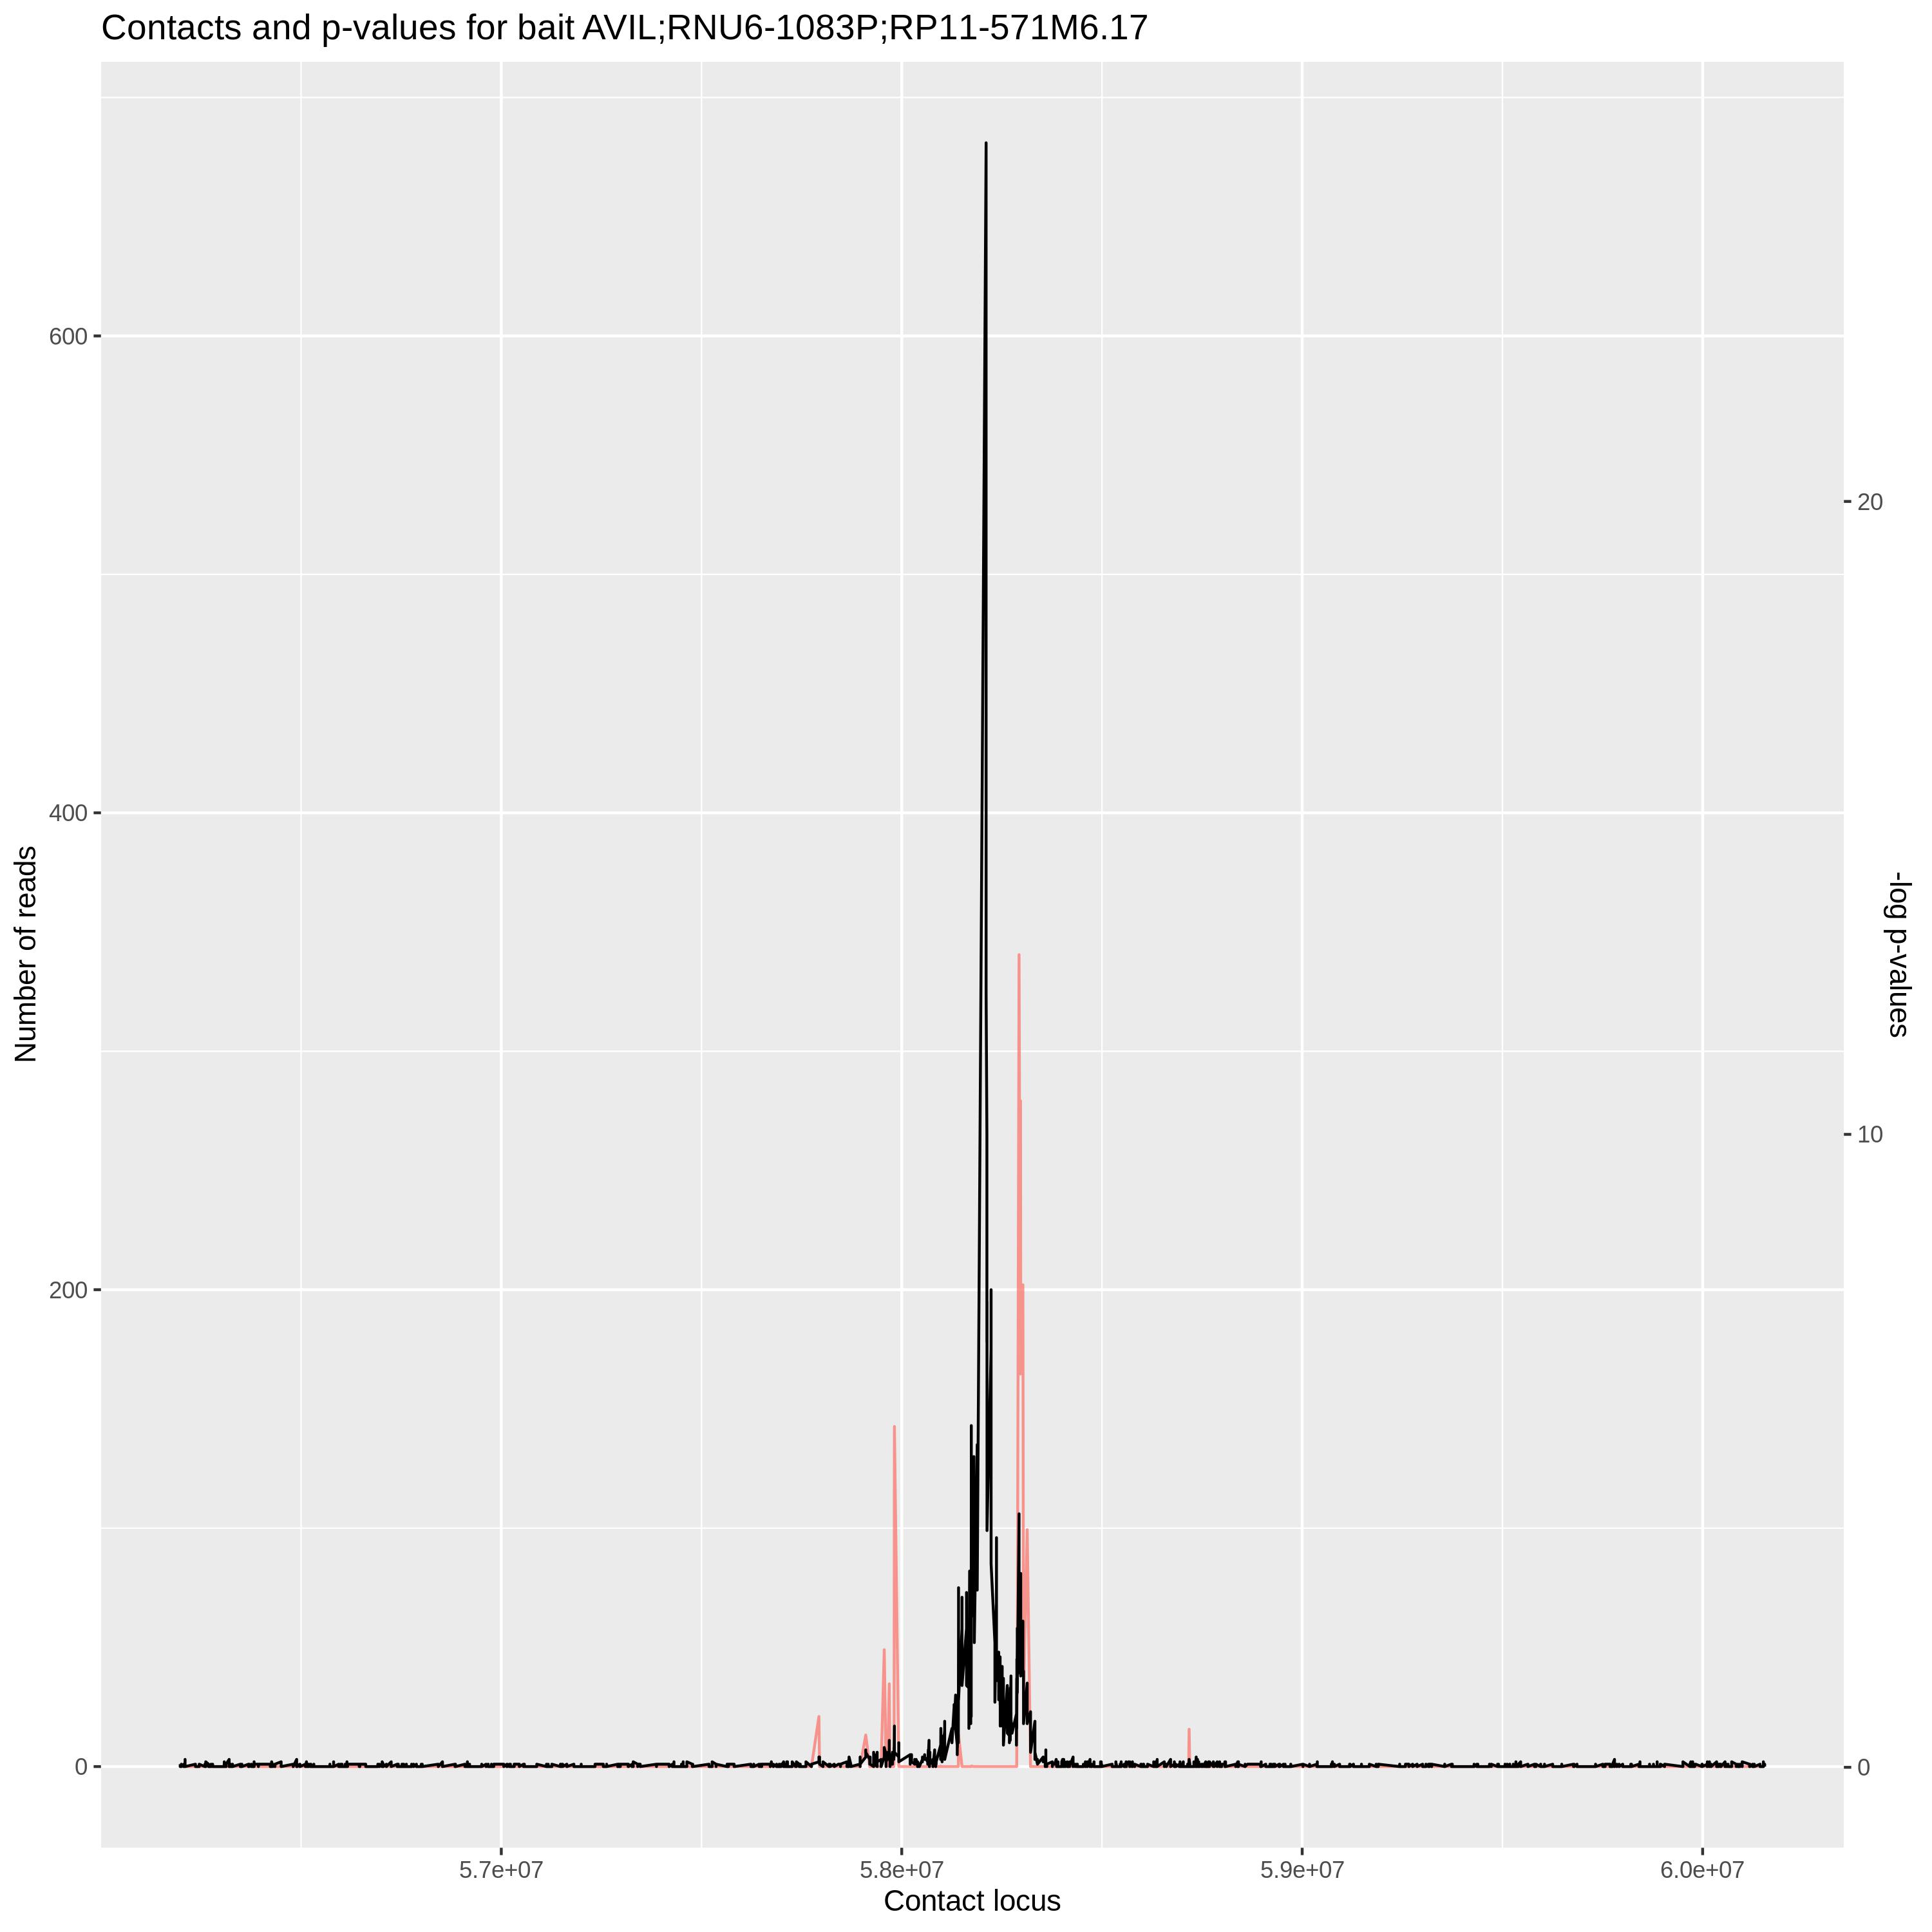 Contacts and p-values for bait AVIL;RNU6-1083P;RP11-571M6.17
600
400
200
0
Number of reads
20
10
0
-log p-values
5.7e+07
5.8e+07
5.9e+07
6.0e+07
Contact locus